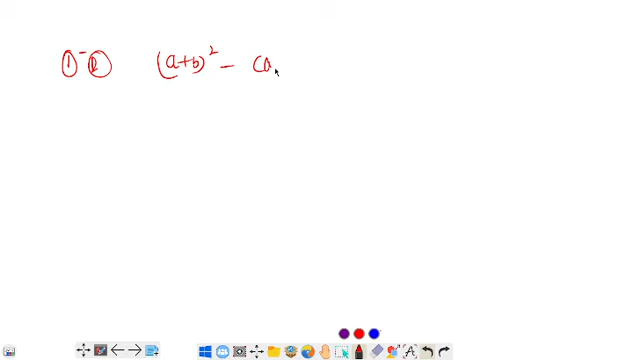 ① - ② (a+b)² - (a